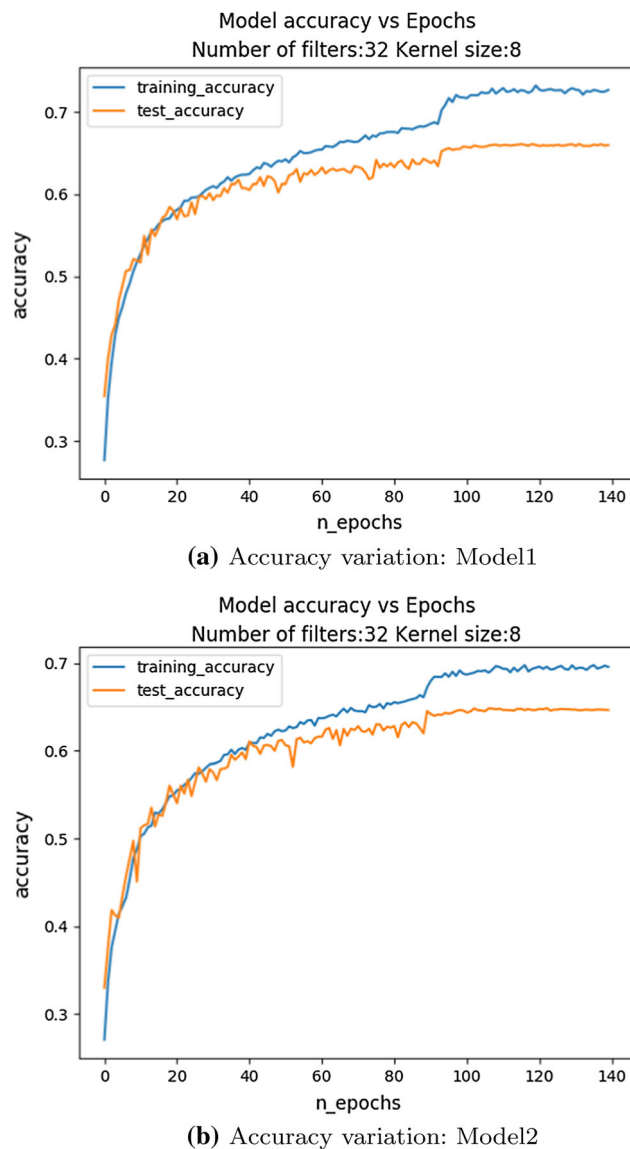 Model accuracy vs Epochs
Number of filters:32 Kernel size:8
training_accuracy
test_accuracy
0.7
0.6
0.5
0.4
0.3
accuracy
0 20 40 60 80 100 120 140
n_epochs
(a) Accuracy variation: Model1
Model accuracy vs Epochs
Number of filters:32 Kernel size:8
training_accuracy
test_accuracy
0.7
0.6
0.5
0.4
0.3
accuracy
0 20 40 60 80 100 120 140
n_epochs
(b) Accuracy variation: Model2